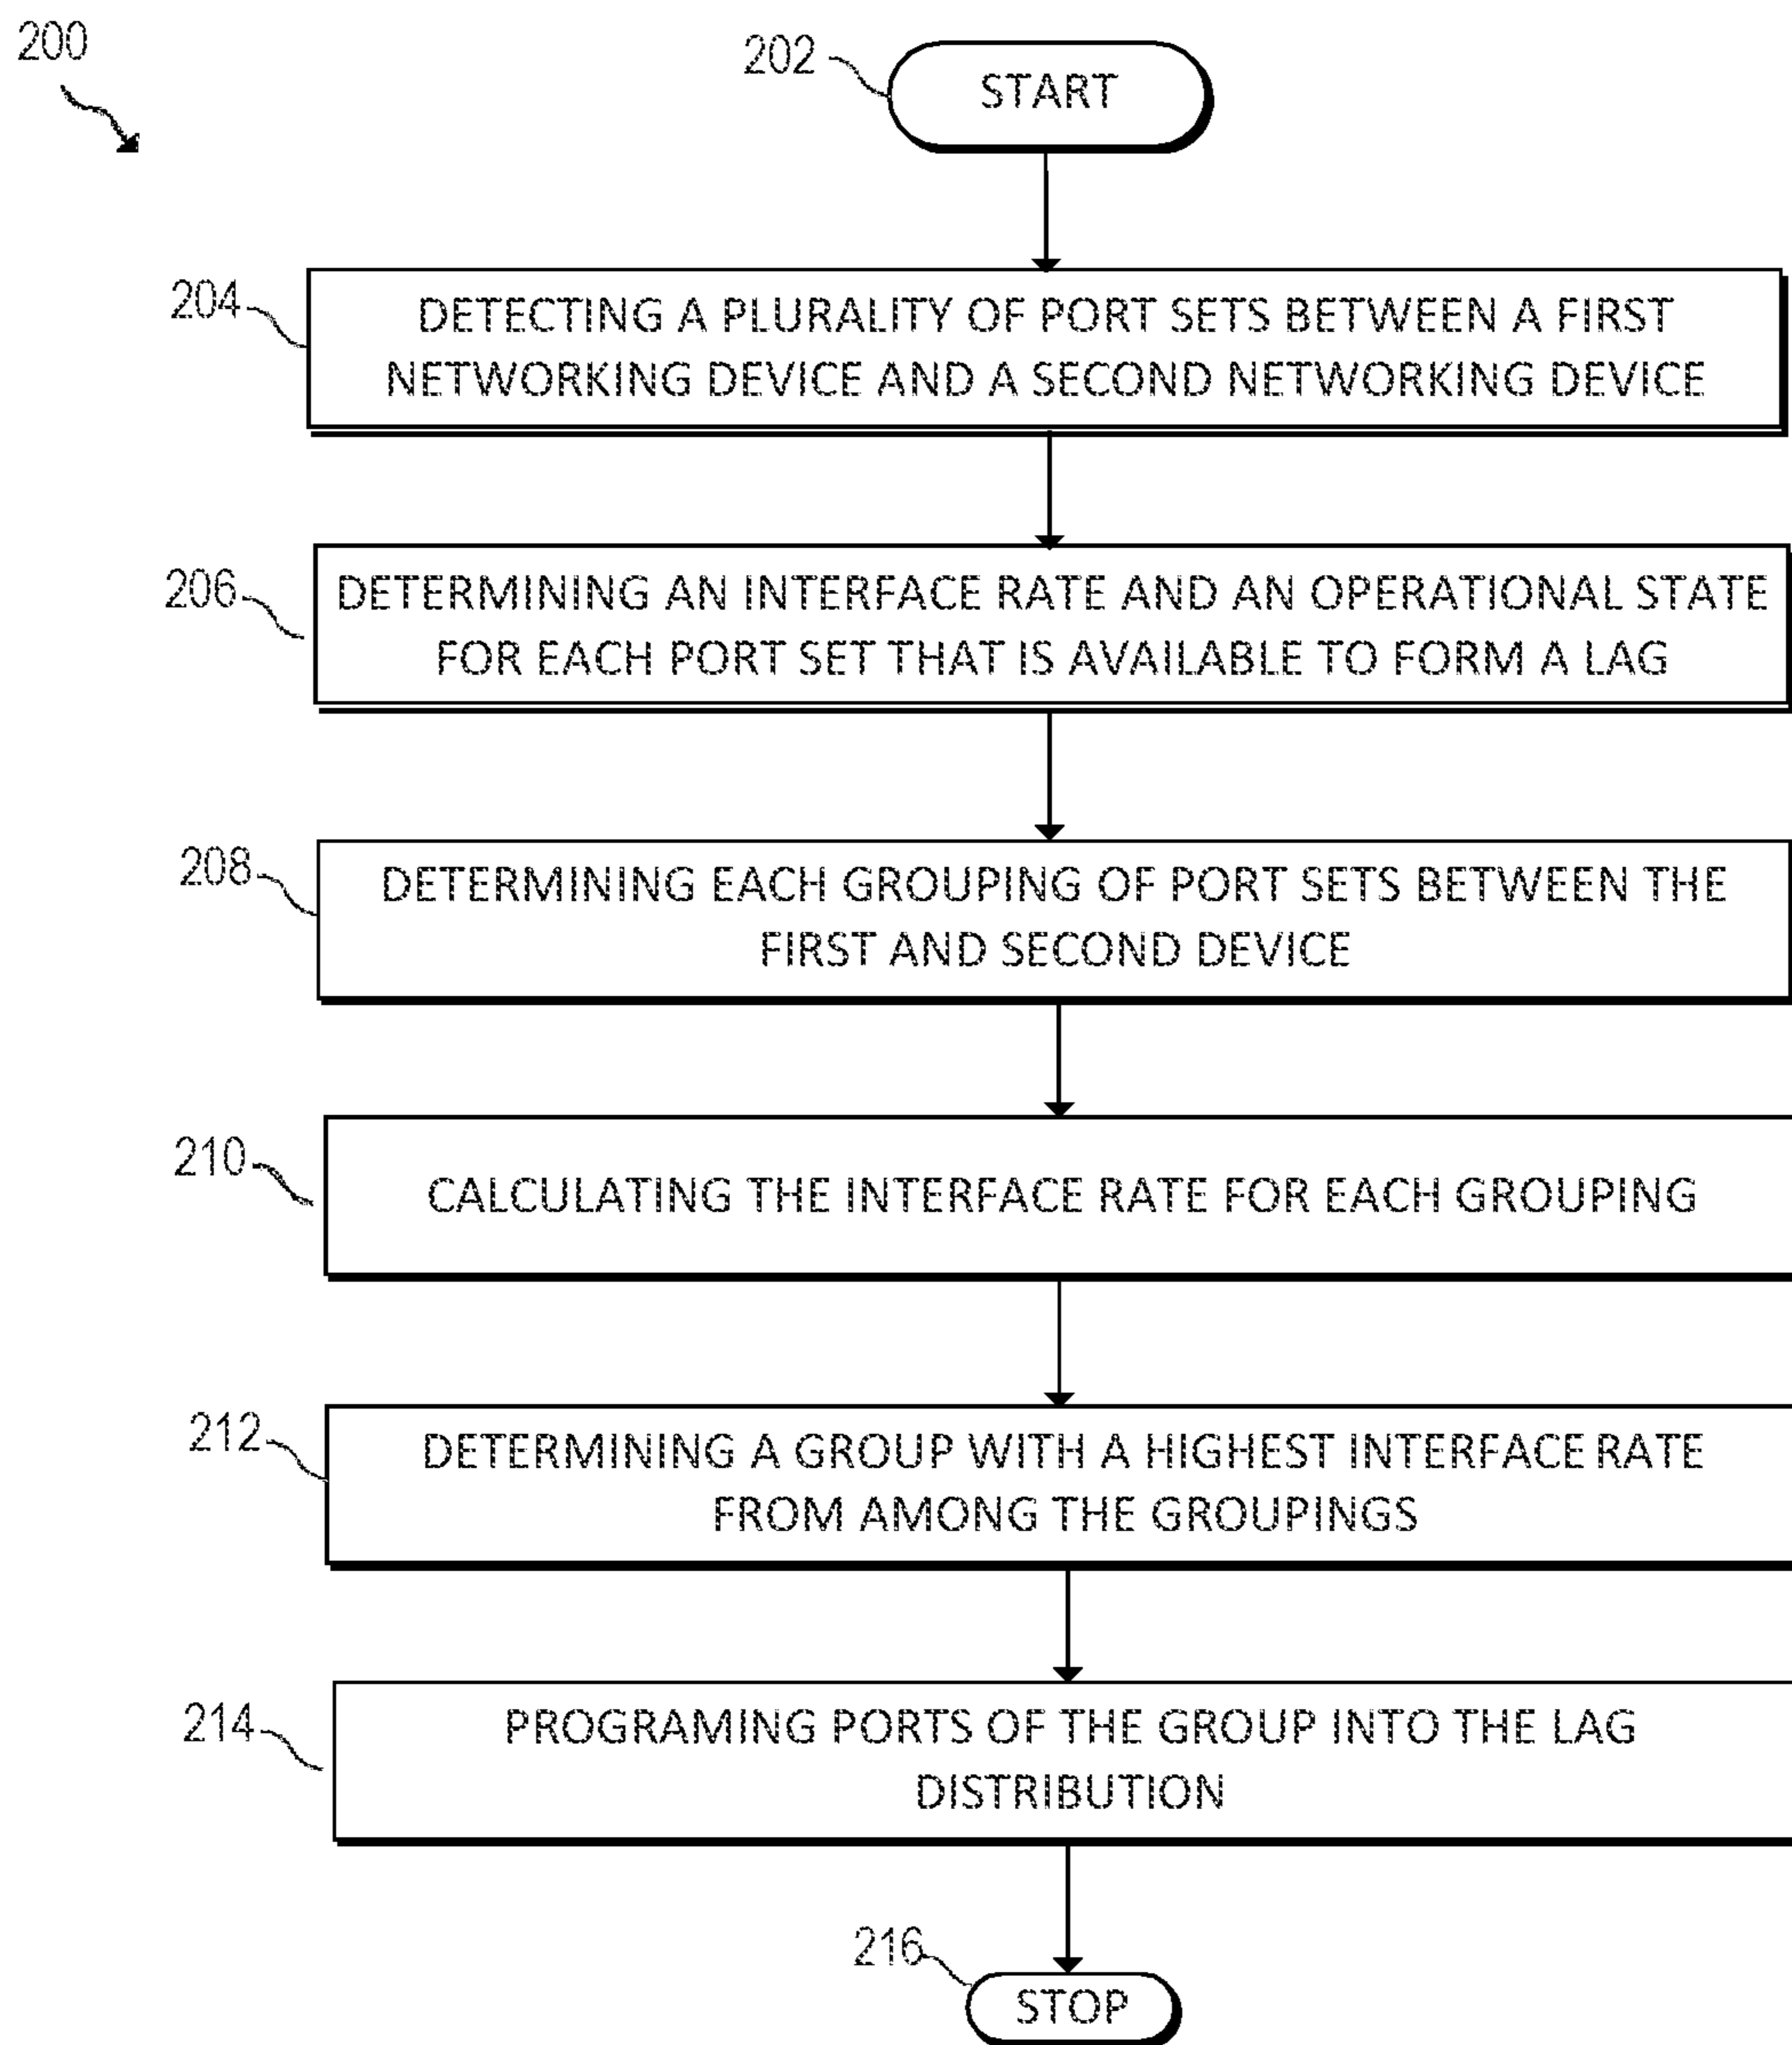 200
202
START
204
DETECTING A PLURALITY OF PORT SETS BETWEEN A FIRST
NETWORKING DEVICE AND A SECOND NETWORKING DEVICE
206
DETERMINING AN INTERFACE RATE AND AN OPERATIONAL STATE
FOR EACH PORT SET THAT IS AVAILABLE TO FORM A LAG
208
DETERMINING EACH GROUPING OF PORT SETS BETWEEN THE
FIRST AND SECOND DEVICE
210
CALCULATING THE INTERFACE RATE FOR EACH GROUPING
212
DETERMINING A GROUP WITH A HIGHEST INTERFACE RATE
FROM AMONG THE GROUPINGS
214
PROGRAMING PORTS OF THE GROUP INTO THE LAG
DISTRIBUTION
216
STOP